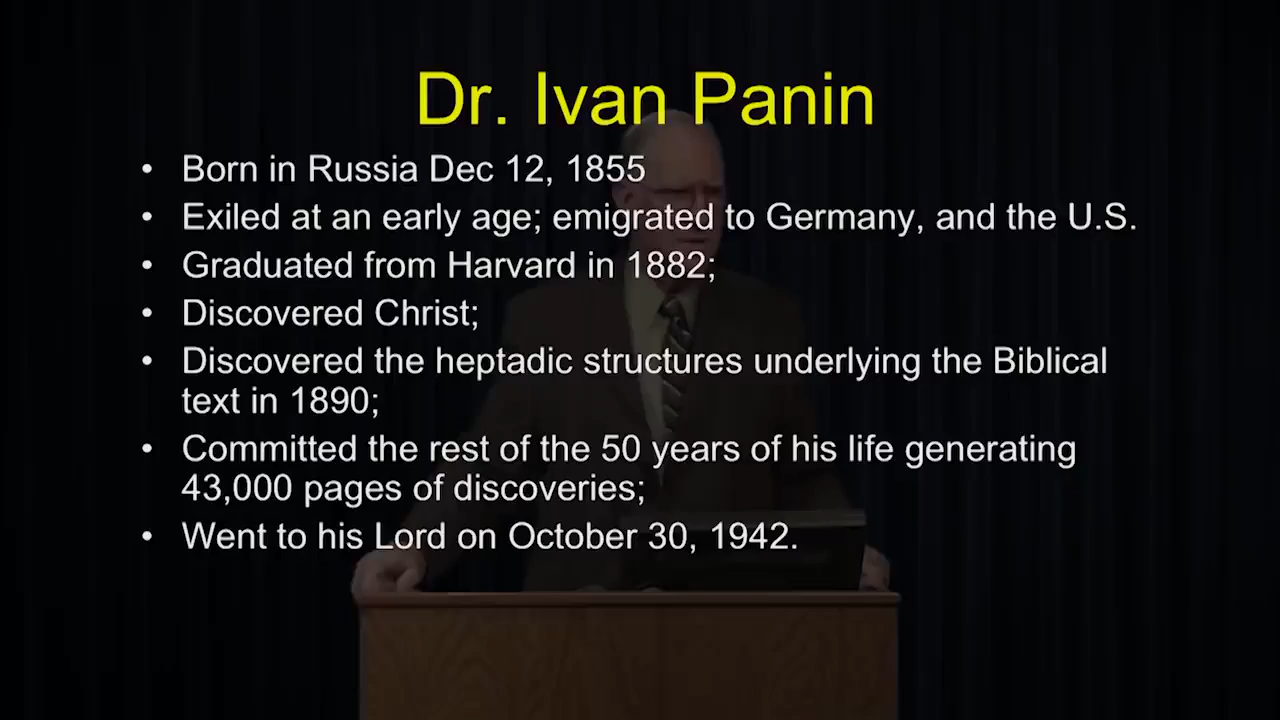 Dr. Ivan Panin
• Born in Russia Dec 12, 1855
• Exiled at an early age; emigrated to Germany, and the U.S.
• Graduated from Harvard in 1882;
• Discovered Christ;
• Discovered the heptadic structures underlying the Biblical
text in 1890;
• Committed the rest of the 50 years of his life generating
43,000 pages of discoveries;
• Went to his Lord on October 30, 1942.